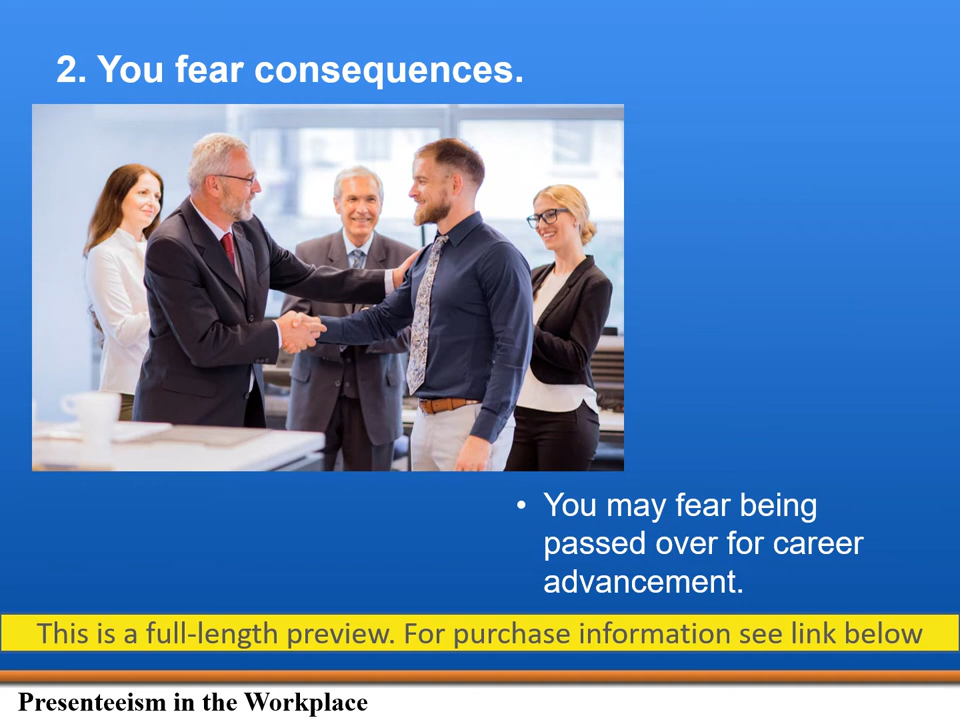 2. You fear consequences.
• You may fear being
passed over for career
advancement.
This is a full-length preview. For purchase information see link below
Presenteeism in the Workplace